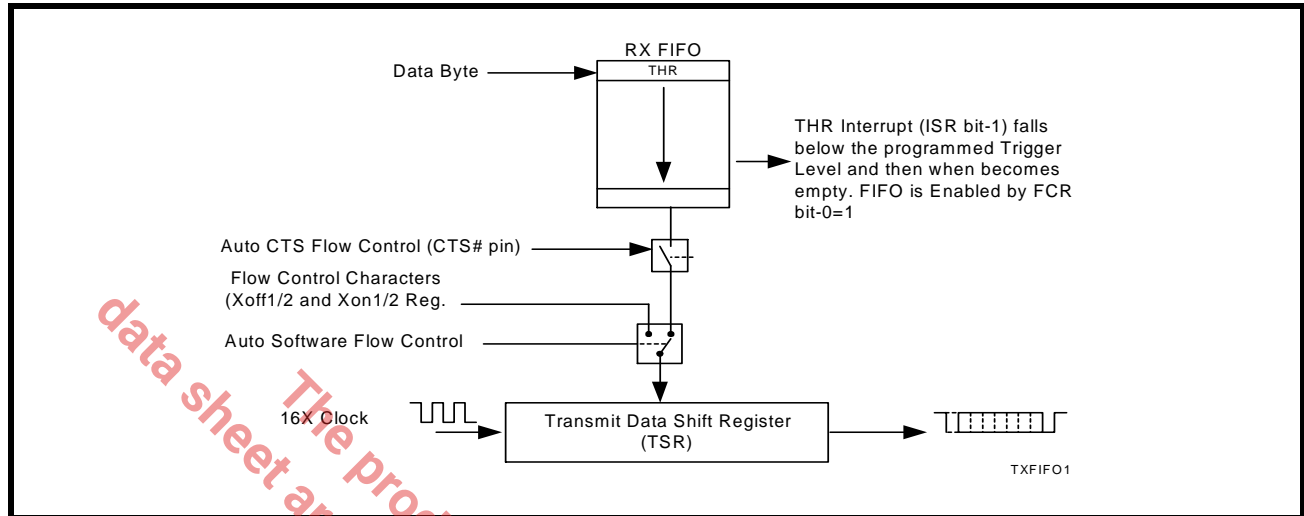 RX FIFO
THR
Data Byte
THR Interrupt (ISR bit-1) falls
below the programmed Trigger
Level and then when becomes
empty. FIFO is Enabled by FCR
bit-0=1
Auto CTS Flow Control (CTS# pin)
Flow Control Characters
(Xoff1/2 and Xon1/2 Reg.
Auto Software Flow Control
16X Clock
Transmit Data Shift Register
(TSR)
TXFIFO1
The
data sheet